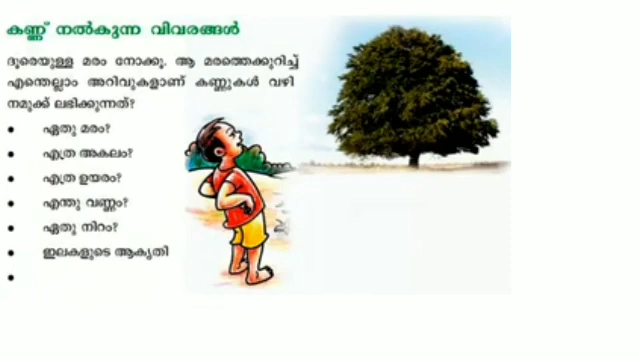 കണ്ണ് നൽകുന്ന വിവരങ്ങൾ
ദൂരെയുള്ള മരം നോക്കൂ. ആ മരത്തെക്കുറിച്ച്
എന്തെല്ലാം അറിവുകളാണ് കണ്ണുകൾ വഴി
നമുക്ക് ലഭിക്കുന്നത്?
• ഏതു മരം?
• എത്ര അകലം?
• എത്ര ഉയരം?
• എന്തു വണ്ണം?
• ഏതു നിറം?
• ഇലകളുടെ ആകൃതി
•